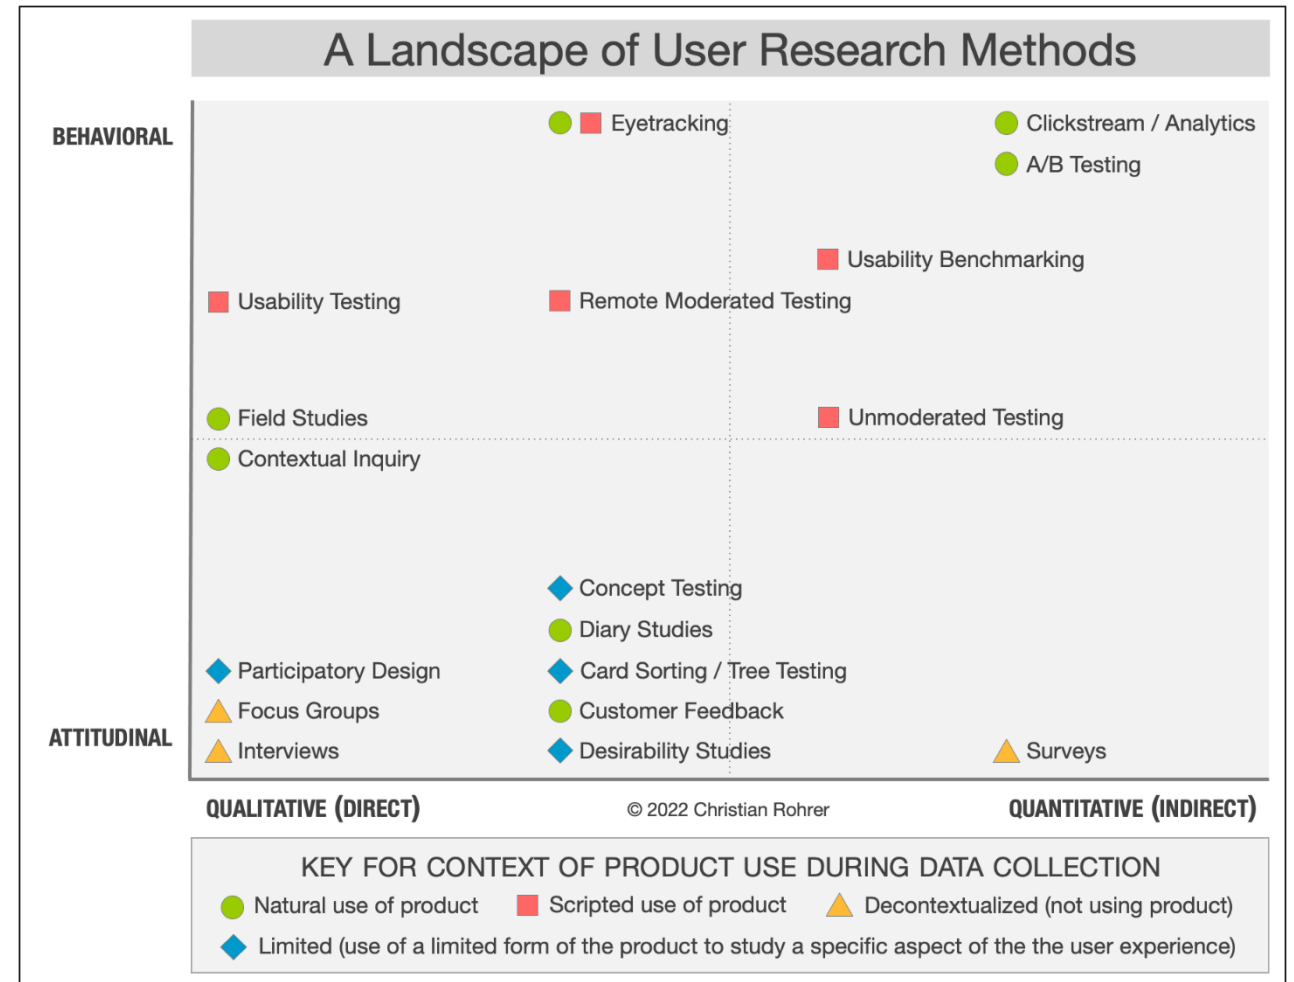 A Landscape of User Research Methods
BEHAVIORAL
Eyetracking
Clickstream / Analytics
A/B Testing
Usability Benchmarking
Usability Testing
Remote Moderated Testing
Field Studies
Unmoderated Testing
Contextual Inquiry
Concept Testing
Diary Studies
Participatory Design
Card Sorting / Tree Testing
Focus Groups
Customer Feedback
ATTITUDINAL
Interviews
Desirability Studies
Surveys
QUALITATIVE (DIRECT)
© 2022 Christian Rohrer
QUANTITATIVE (INDIRECT)
KEY FOR CONTEXT OF PRODUCT USE DURING DATA COLLECTION
Natural use of product
Scripted use of product
Decontextualized (not using product)
Limited (use of a limited form of the product to study a specific aspect of the the user experience)